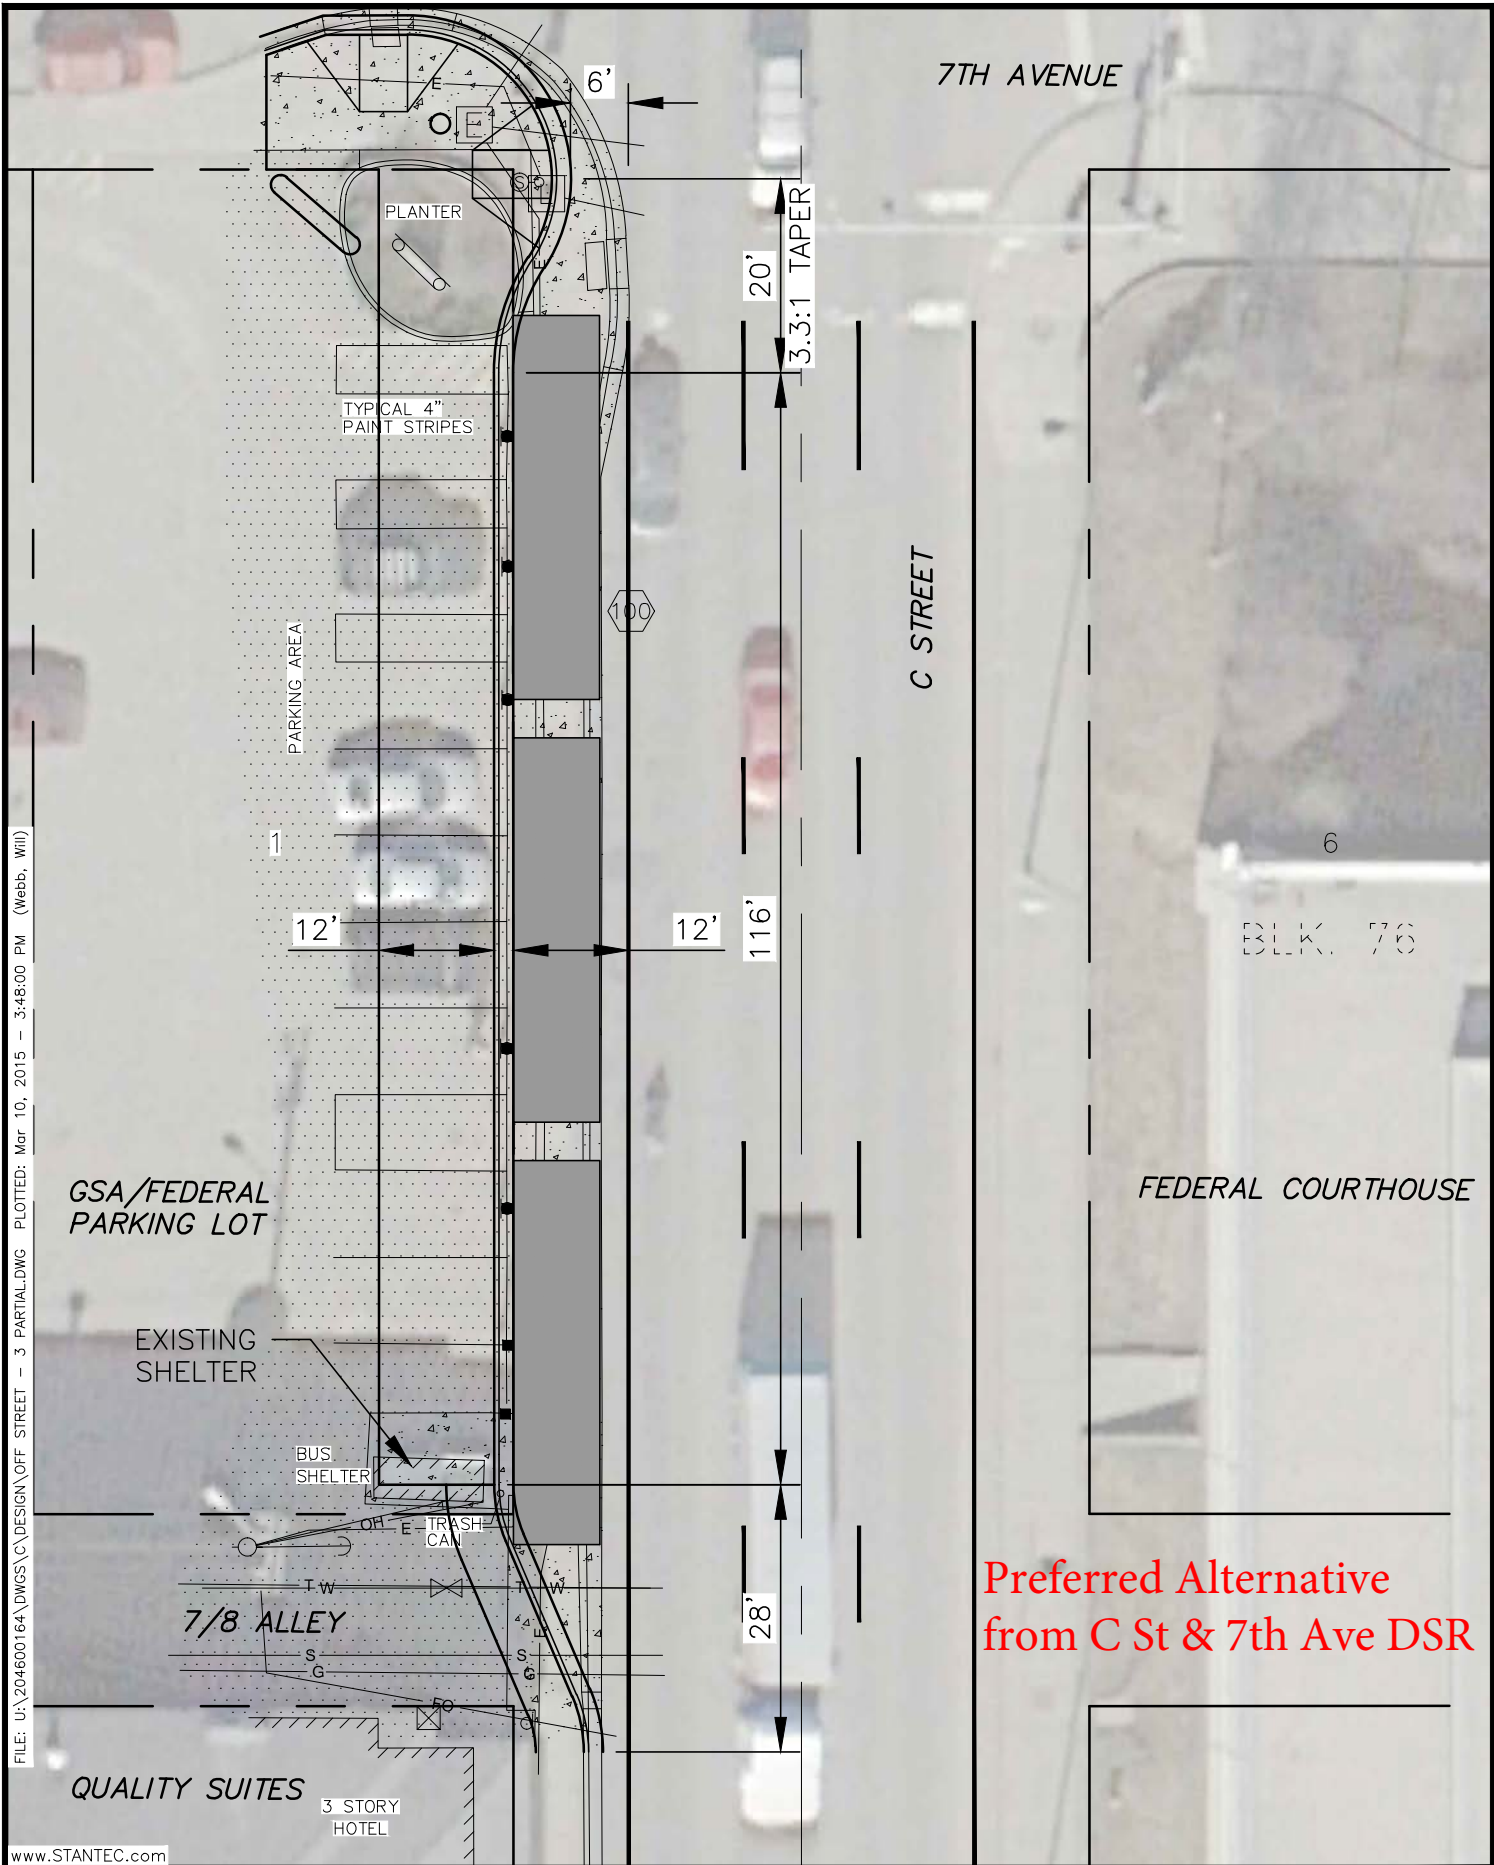 7TH AVENUE
6'
E
PLANTER
S
E
20'
3.3:1 TAPER
TYPICAL 4"
PAINT STRIPES
100
C STREET
PARKING AREA
1
6
12'
12'
116'
BLK. 76
GSA/FEDERAL
PARKING LOT
FEDERAL COURTHOUSE
EXISTING
SHELTER
BUS
SHELTER
OH
E
TRASH
CAN
T W
T W
28'
7/8 ALLEY
E
S
S
G
G
FO
Preferred Alternative
from C St & 7th Ave DSR
QUALITY SUITES
3 STORY
HOTEL
FILE: U:\204600164\DWGS\C\DESIGN\OFF STREET - 3 PARTIAL.DWG PLOTTED: Mar 10, 2015 - 3:48:00 PM (Webb, Will)
www.STANTEC.com